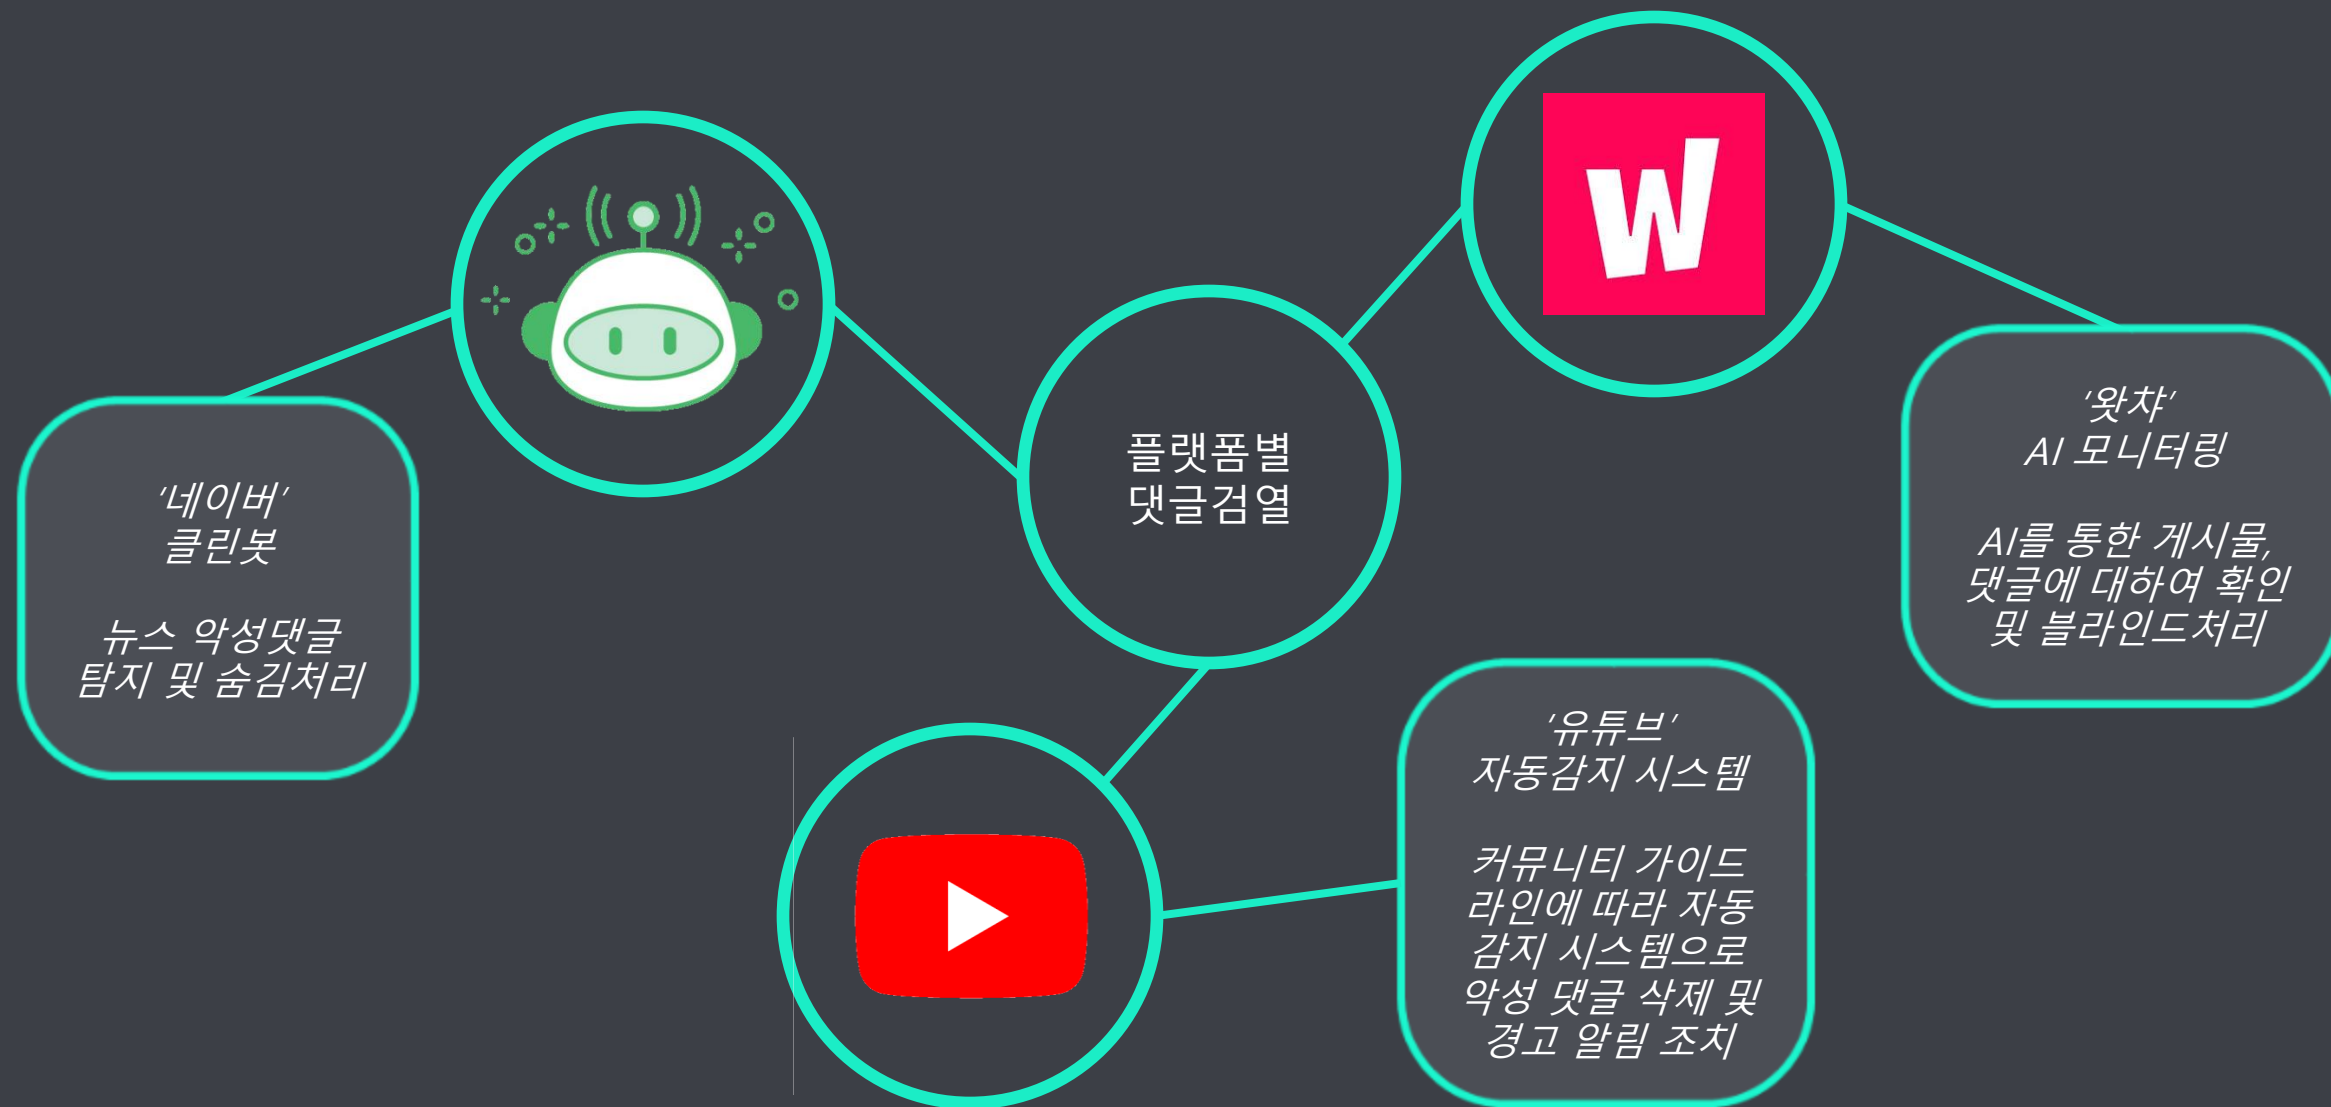 플랫폼별
댓글검열
‘네이버’
클린봇
뉴스 악성댓글
탐지 및 숨김처리
W
‘왓챠’
AI 모니터링
AI를 통한 게시물,
댓글에 대하여 확인
및 블라인드처리
‘유튜브’
자동감지 시스템
커뮤니티 가이드
라인에 따라 자동
감지 시스템으로
악성 댓글 삭제 및
경고 알림 조치